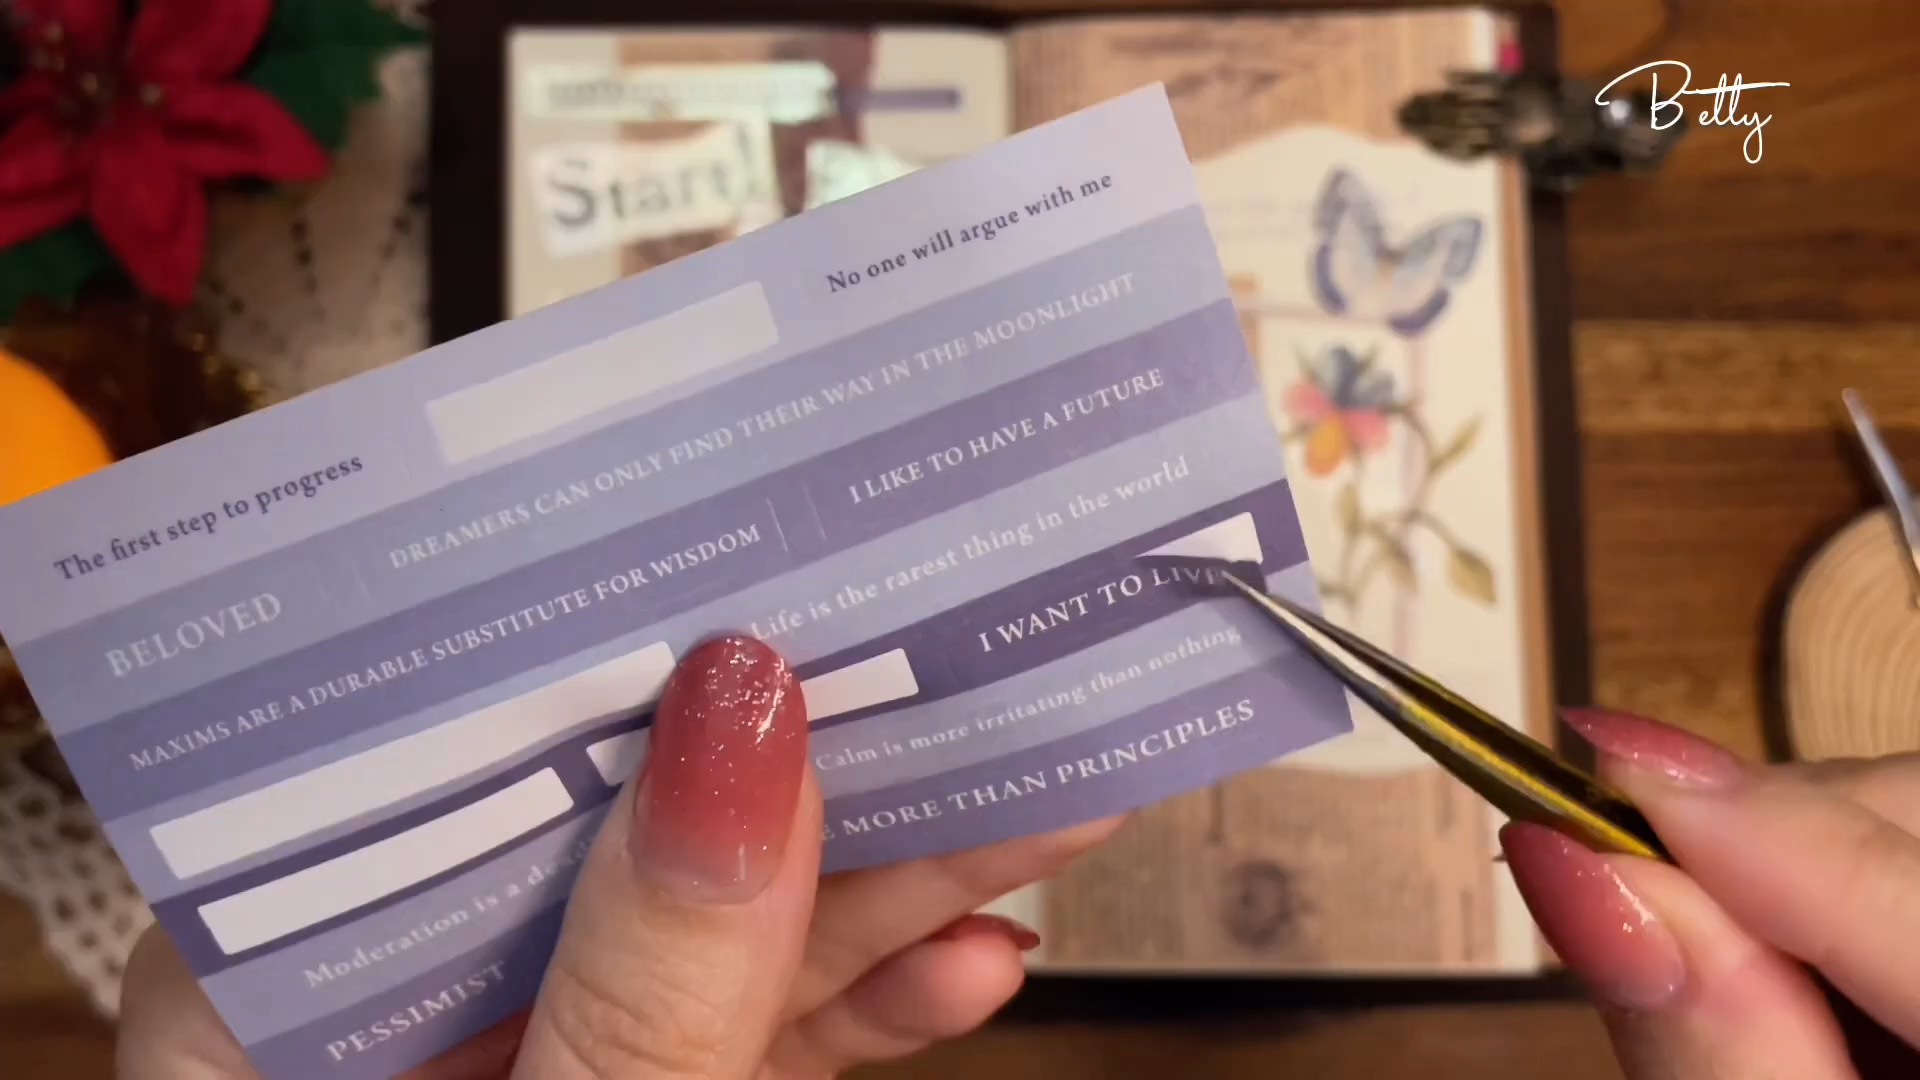 Betty
Start!
No one will argue with me
The first step to progress
DREAMERS CAN ONLY FIND THEIR WAY IN THE MOONLIGHT
BELOVED
I LIKE TO HAVE A FUTURE
MAXIMS ARE A DURABLE SUBSTITUTE FOR WISDOM
Life is the rarest thing in the world
I WANT TO LIVE
Calm is more irritating than nothing
Moderation is a
MORE THAN PRINCIPLES
PESSIMIST